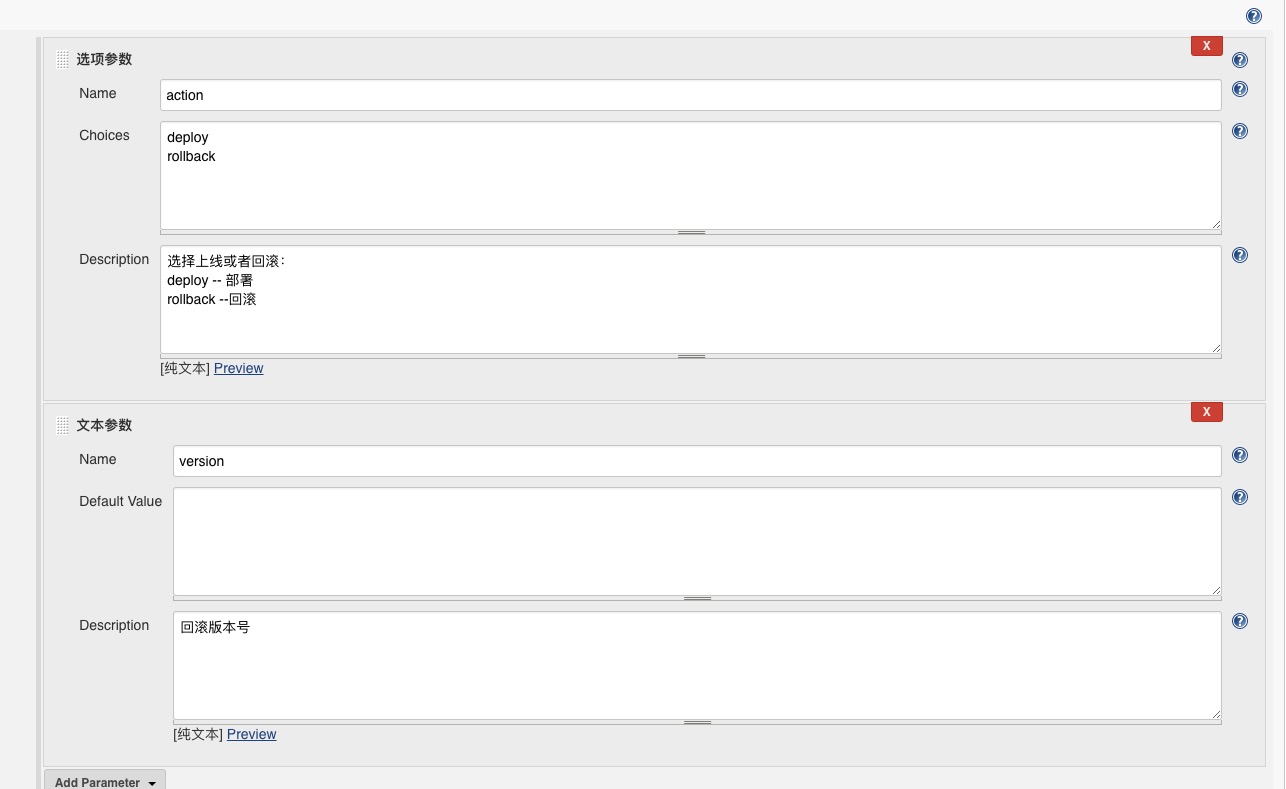 选项参数
X
Name
action
Choices
deploy
rollback
Description
选择上线或者回滚：
deploy -- 部署
rollback --回滚
[纯文本] Preview
文本参数
X
Name
version
Default Value
Description
回滚版本号
[纯文本] Preview
Add Parameter